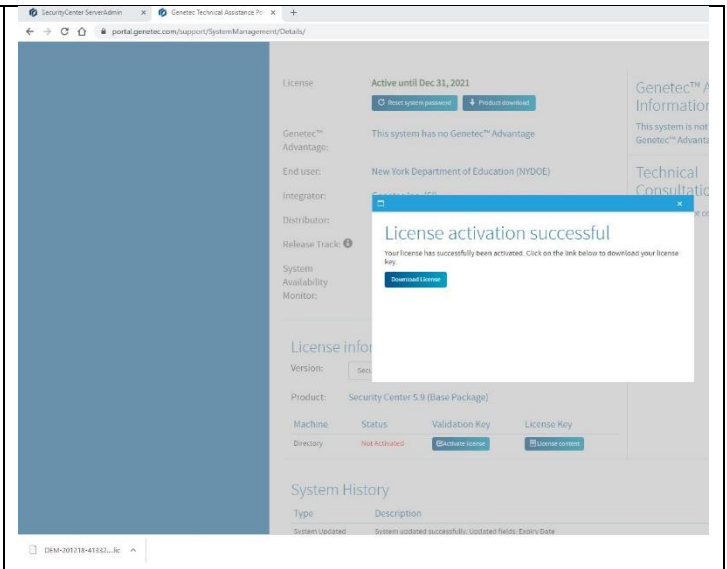 SecurityCenter ServerAdmin
Genetec Technical Assistance Po
portal.genetec.com/support/SystemManagement/Details/
License
Active until Dec 31, 2021
Reset system password
Product download
Genetec™ Advantage:
This system has no Genetec™ Advantage
End user:
New York Department of Education (NYDOE)
Integrator:
Distributor:
Release Track:
System
Availability
Monitor:
Genetec™ A
Information
This system is not
Genetec™ Advanta
Technical
Consultatio
License activation successful
Your license has successfully been activated. Click on the link below to download your license
key
Download License
License infor
Version:
Secu
Product:
Security Center 5.9 (Base Package)
Machine Status Validation Key License Key
Directory Not Activated Activate license License content
System History
Type Description
System Updated System updated successfully. Updated fields: Expiry Date
DEM-201218-41332....lic